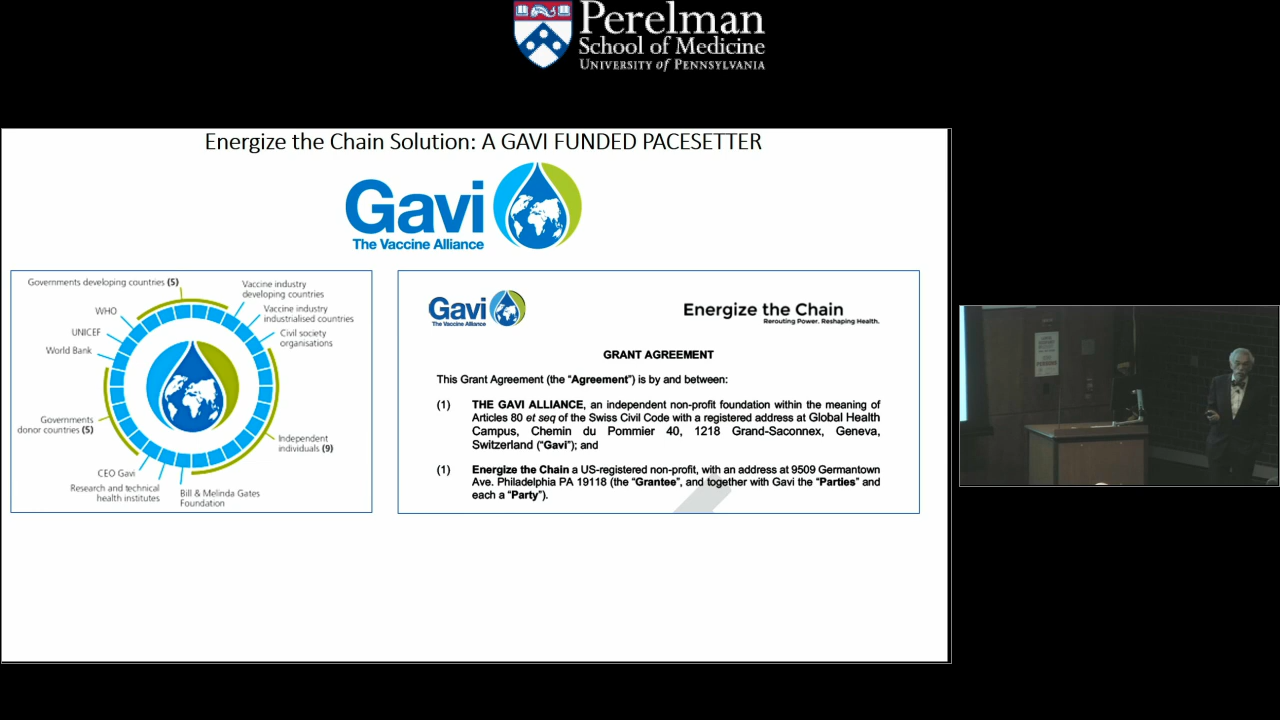 Perelman
School of Medicine
UNIVERSITY of PENNSYLVANIA
Energize the Chain Solution: A GAVI FUNDED PACESETTER
Gavi
The Vaccine Alliance
Governments developing countries (5)
WHO
UNICEF
World Bank
Governments
donor countries (5)
CEO Gavi
Research and technical
health institutes
Bill & Melinda Gates
Foundation
Independent
individuals (9)
Civil society
organisations
Vaccine industry
industrialised countries
Vaccine industry
developing countries
Gavi
The Vaccine Alliance
Energize the Chain
Rerouting Power. Reshaping Health.
GRANT AGREEMENT
This Grant Agreement (the “Agreement”) is by and between:
(1) THE GAVI ALLIANCE, an independent non-profit foundation within the meaning of
Articles 80 et seq of the Swiss Civil Code with a registered address at Global Health
Campus, Chemin du Pommier 40, 1218 Grand-Saconnex, Geneva,
Switzerland (“Gavi”); and
(1) Energize the Chain a US-registered non-profit, with an address at 9509 Germantown
Ave. Philadelphia PA 19118 (the “Grantee”, and together with Gavi the “Parties” and
each a “Party”).